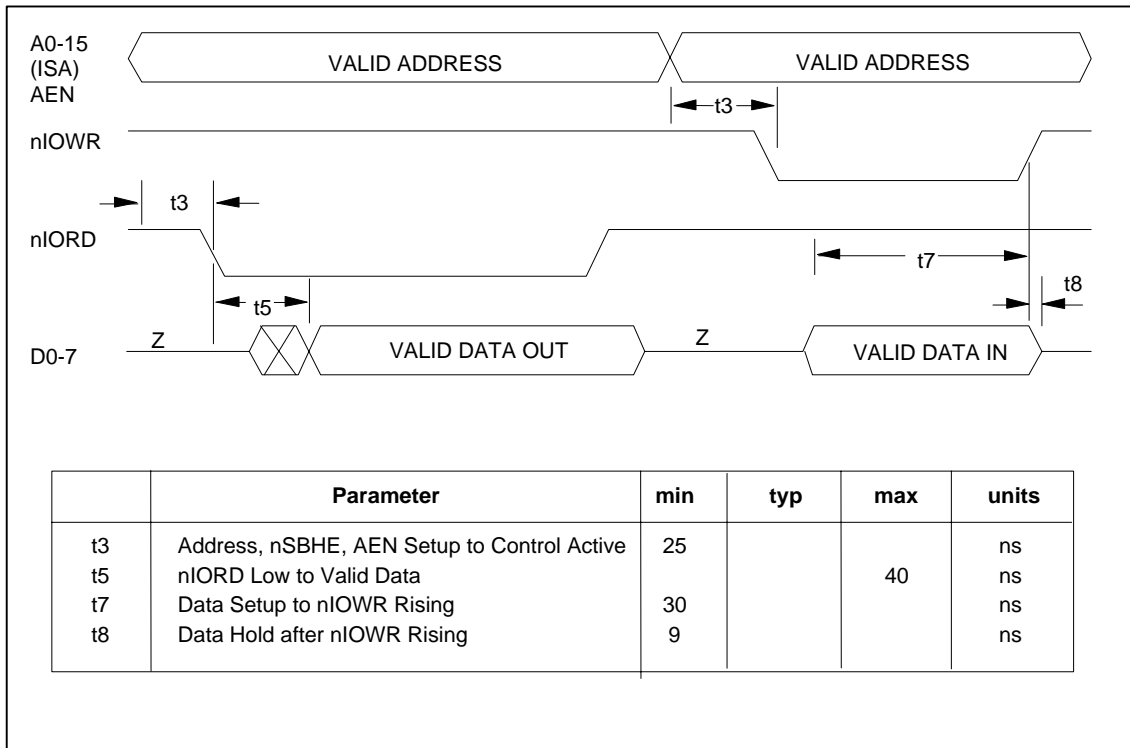 A0-15
(ISA)
AEN
VALID ADDRESS VALID ADDRESS
t3
nIOWR
t3
nIORD
t7
t8
t5
D0-7
Z VALID DATA OUT Z VALID DATA IN
Parameter min typ max units
t3 Address, nSBHE, AEN Setup to Control Active 25 ns
t5 nIORD Low to Valid Data 40 ns
t7 Data Setup to nIOWR Rising 30 ns
t8 Data Hold after nIOWR Rising 9 ns